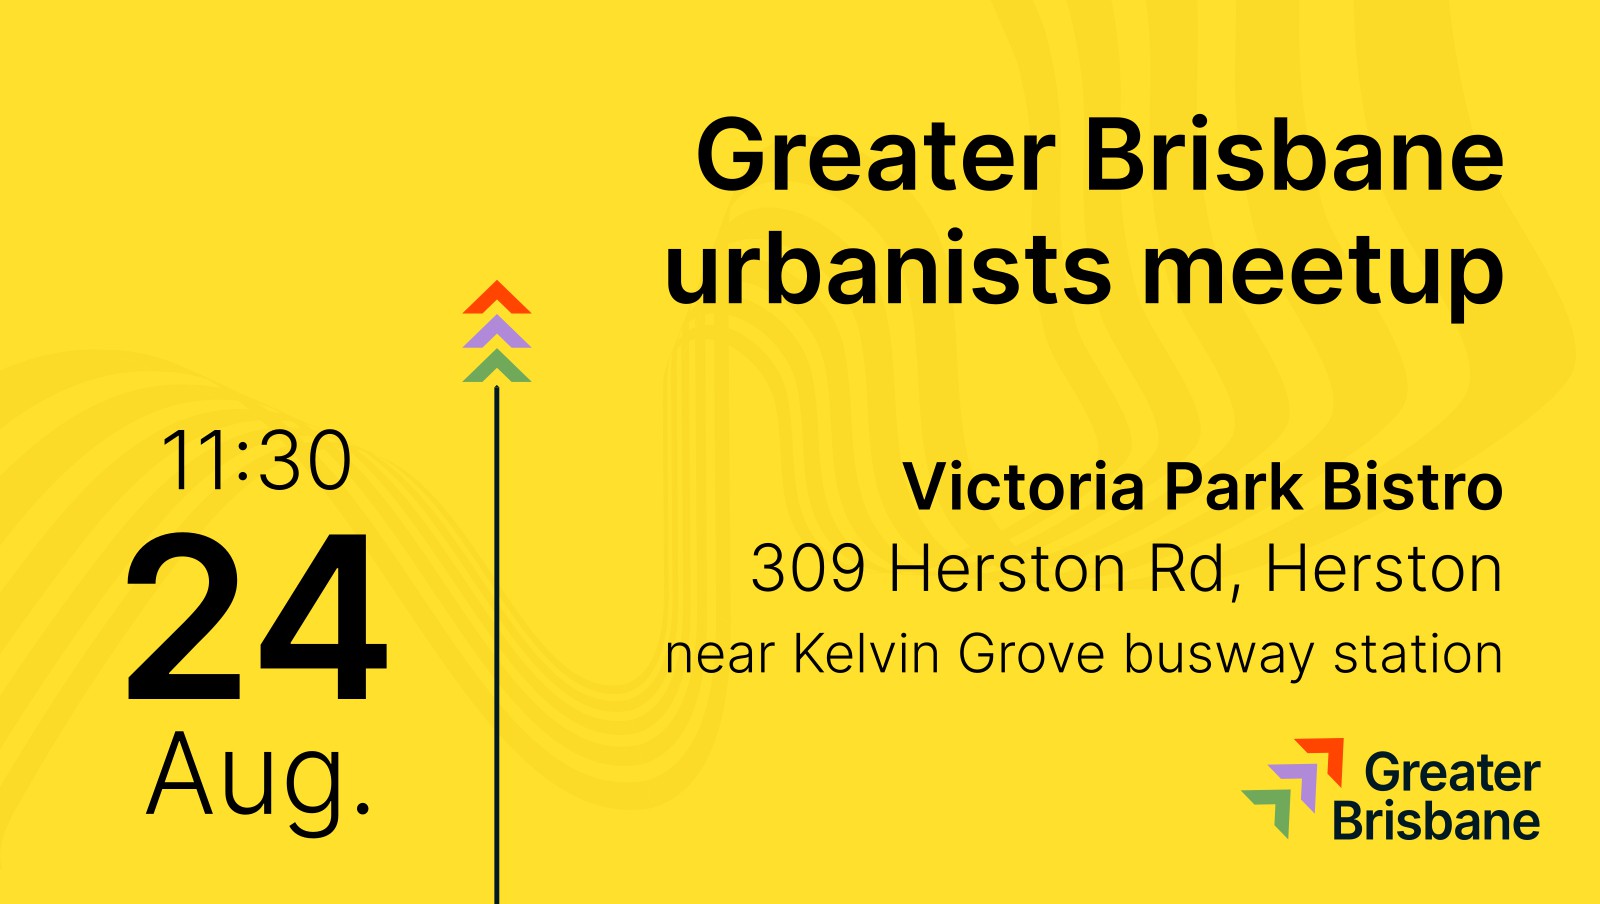 Greater Brisbane
urbanists meetup
11:30
24
Aug.
Victoria Park Bistro
309 Herston Rd, Herston
near Kelvin Grove busway station
Greater
Brisbane